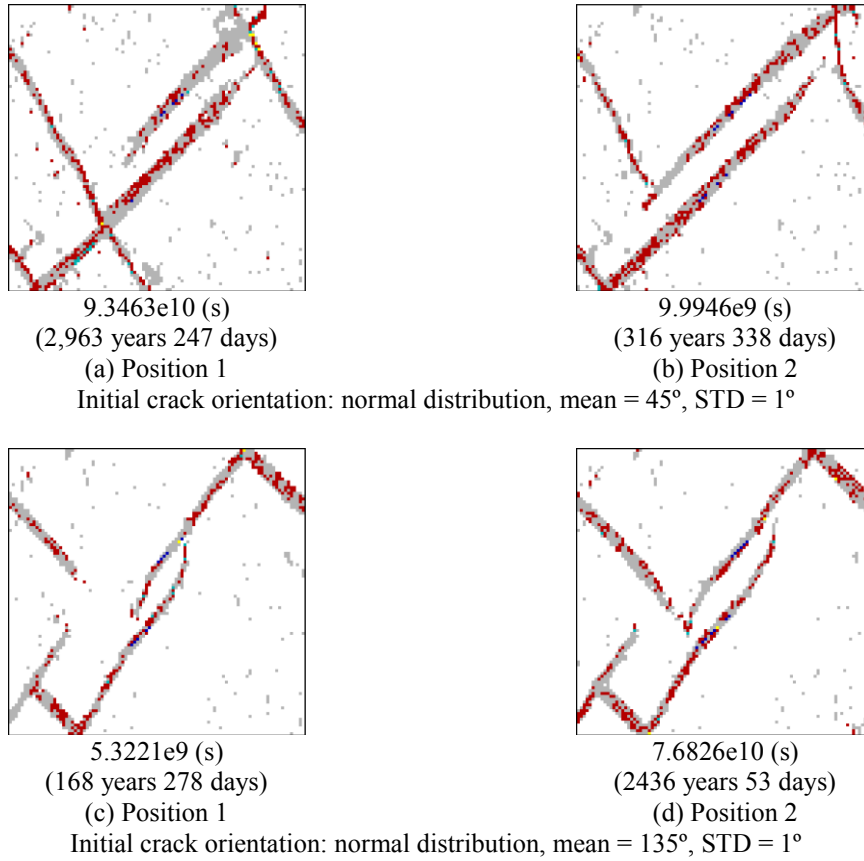 9.3463e10 (s)
(2,963 years 247 days)
(a) Position 1
9.9946e9 (s)
(316 years 338 days)
(b) Position 2
Initial crack orientation: normal distribution, mean = 45º, STD = 1º
5.3221e9 (s)
(168 years 278 days)
(c) Position 1
7.6826e10 (s)
(2436 years 53 days)
(d) Position 2
Initial crack orientation: normal distribution, mean = 135º, STD = 1º